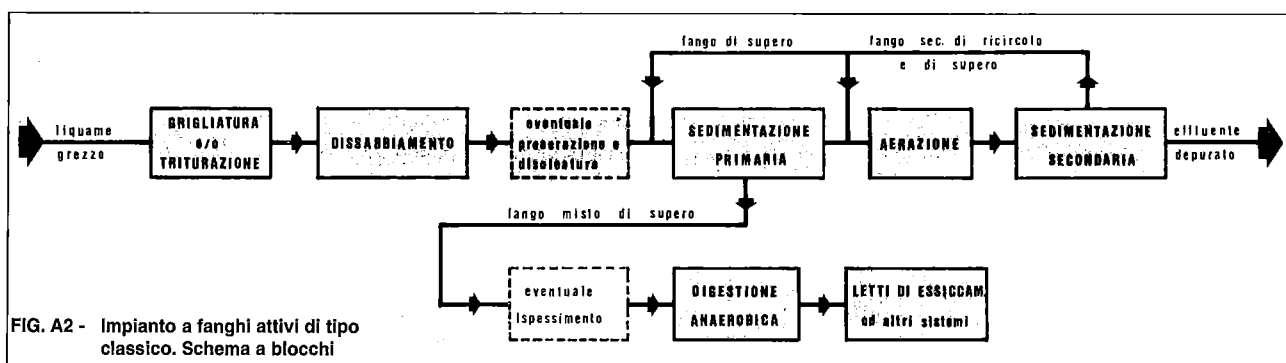 fango di supero
fango sec. di ricircolo
e di supero
liquame
grezzo
GRIGLIATURA
e/o
TRITURAZIONE
DISSABBIAMENTO
eventuale
preaerazione e
disoleatura
SEDIMENTAZIONE
PRIMARIA
AERAZIONE
SEDIMENTAZIONE
SECONDARIA
effluente
depurato
fango misto di supero
eventuale
ispessimento
DIGESTIONE
ANAEROBICA
LETTI DI ESSICCAM.
ed altri sistemi
FIG. A2 - Impianto a fanghi attivi di tipo
classico. Schema a blocchi